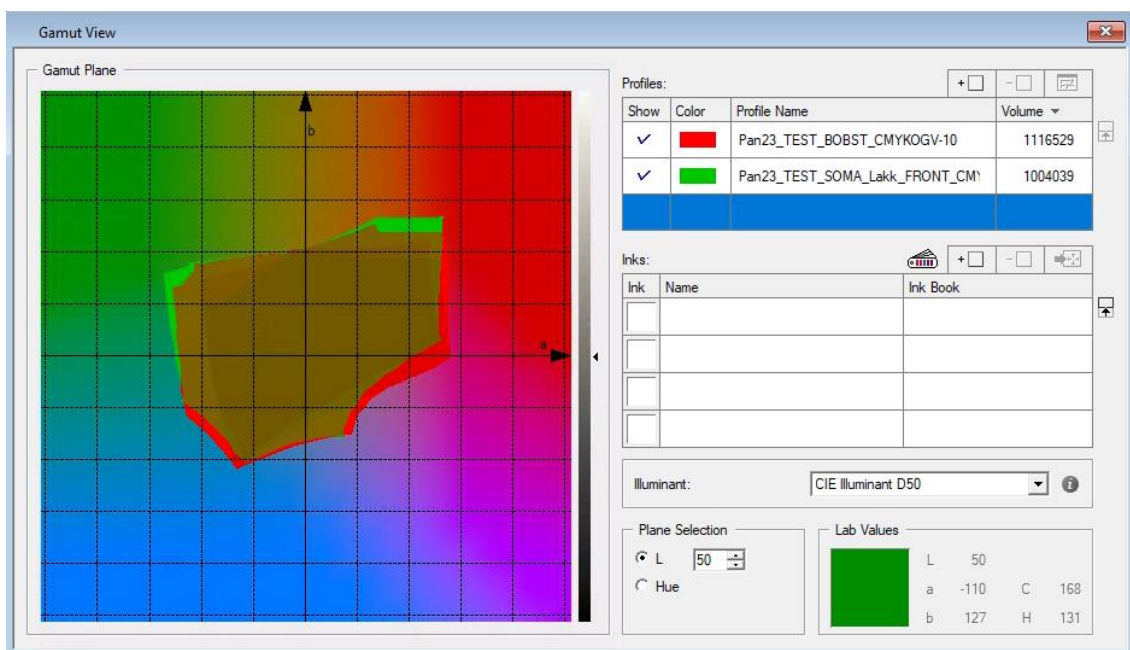 Gamut View
Gamut Plane
b
a
Profiles:
Show Color Profile Name Volume
Pan23_TEST_BOBST_CMYKOGV-10 1116529
Pan23_TEST_SOMA_Lakk_FRONT_CM 1004039
Inks:
Ink Name Ink Book
Illuminant: CIE Illuminant D50
Plane Selection
L 50
Hue
Lab Values
L 50
a -110 C 168
b 127 H 131